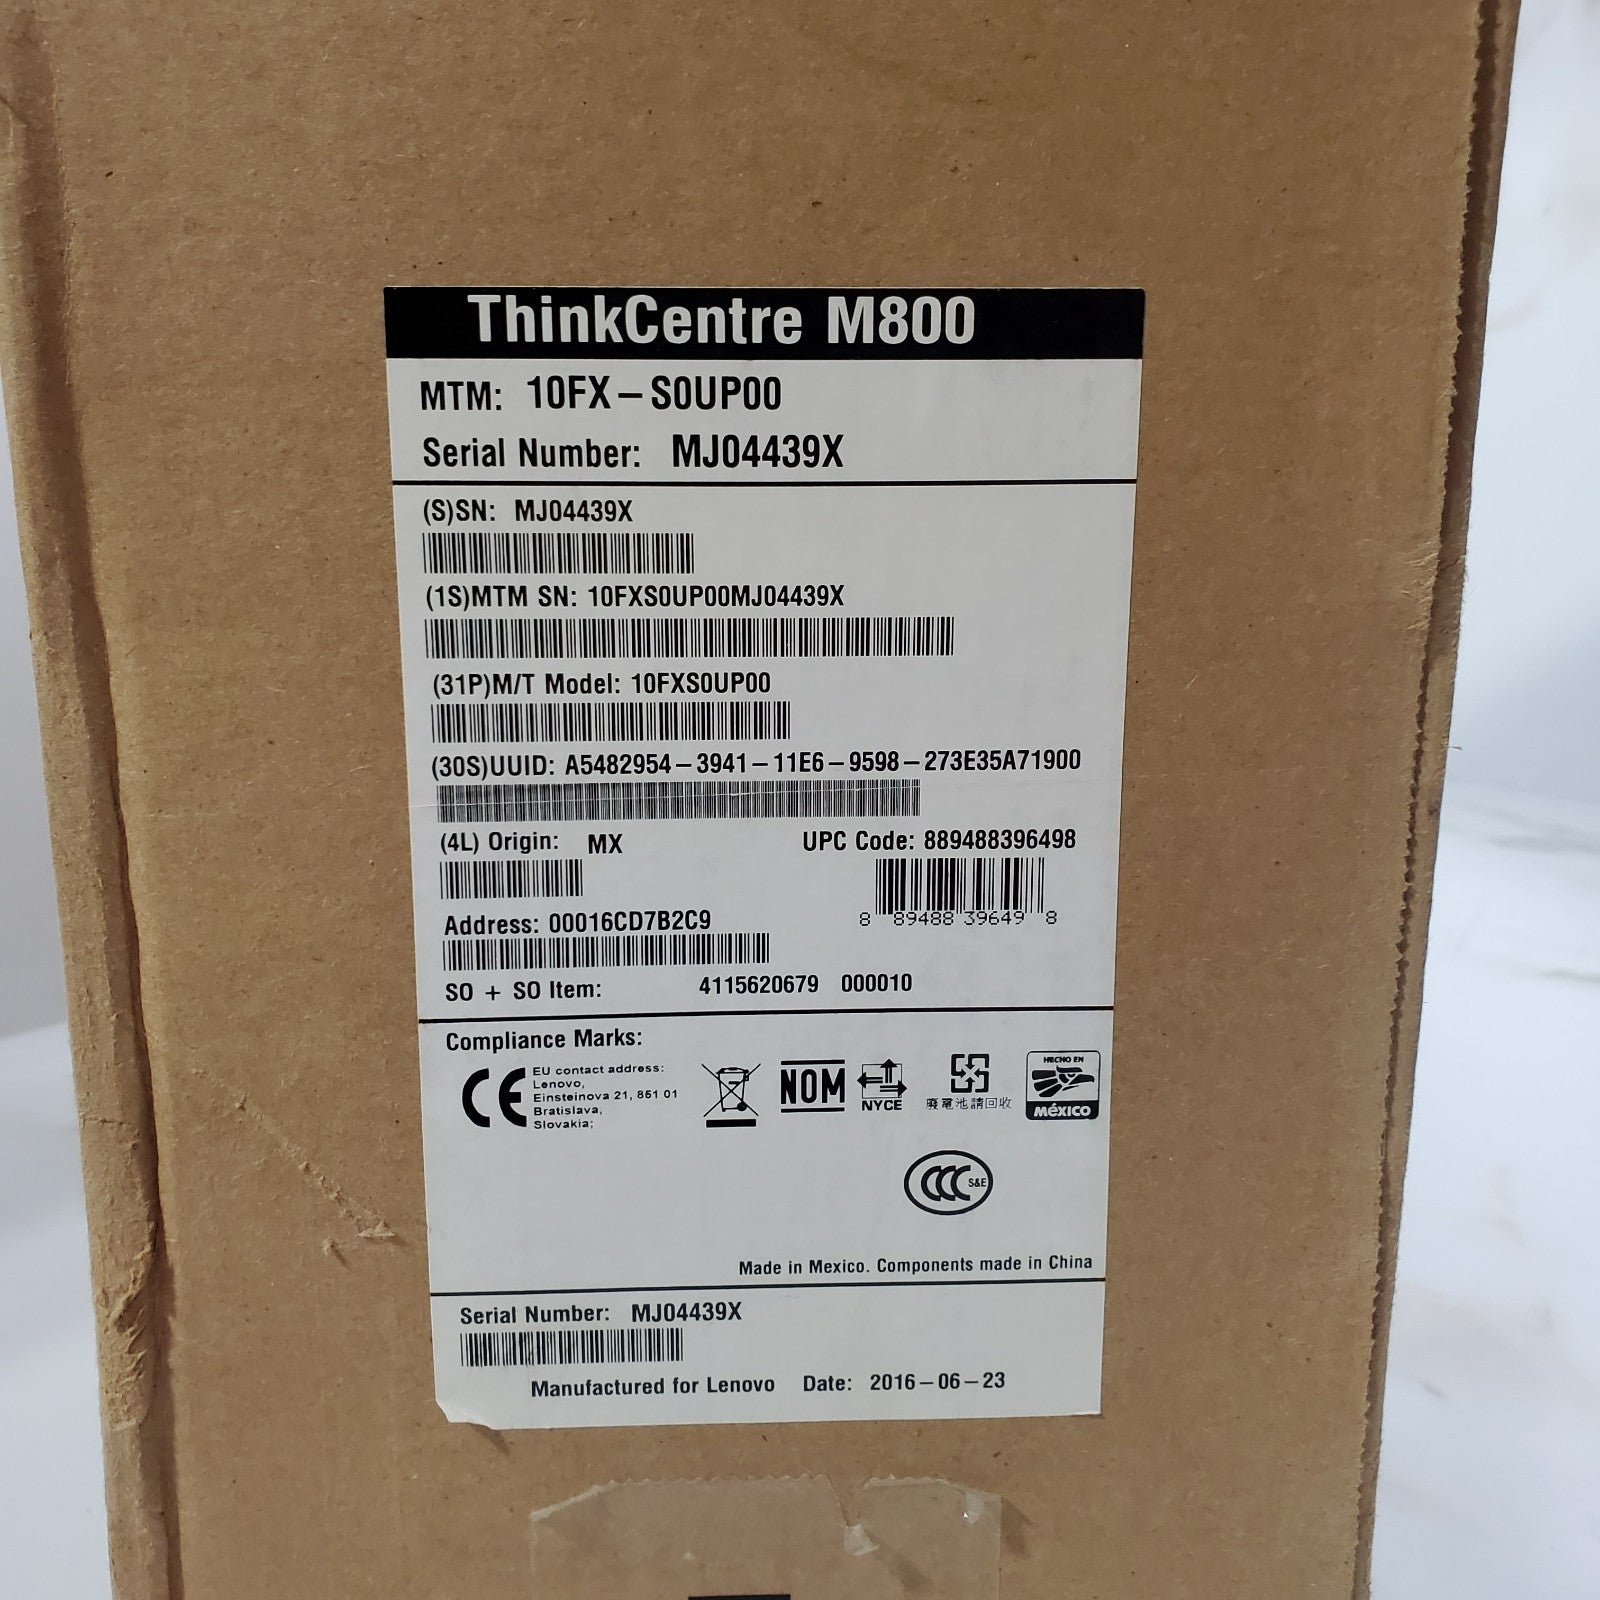 ThinkCentre M800
MTM: 10FX–S0UP00
Serial Number: MJ04439X
(S)SN: MJ04439X
(1S)MTM SN: 10FXS0UP00MJ04439X
(31P)M/T Model: 10FXS0UP00
(30S)UUID: A5482954–3941–11E6–9598–273E35A71900
(4L) Origin: MX UPC Code: 889488396498
8 89488 39649 8
Address: 00016CD7B2C9
SO + SO Item: 4115620679 000010
Compliance Marks:
CE
EU contact address:
Lenovo,
Einsteinova 21, 851 01
Bratislava,
Slovakia;
NOM
NYCE
廢電池請回收
HECHO EN
MéXICO
CCC S&E
Made in Mexico. Components made in China
Serial Number: MJ04439X
Manufactured for Lenovo Date: 2016–06–23